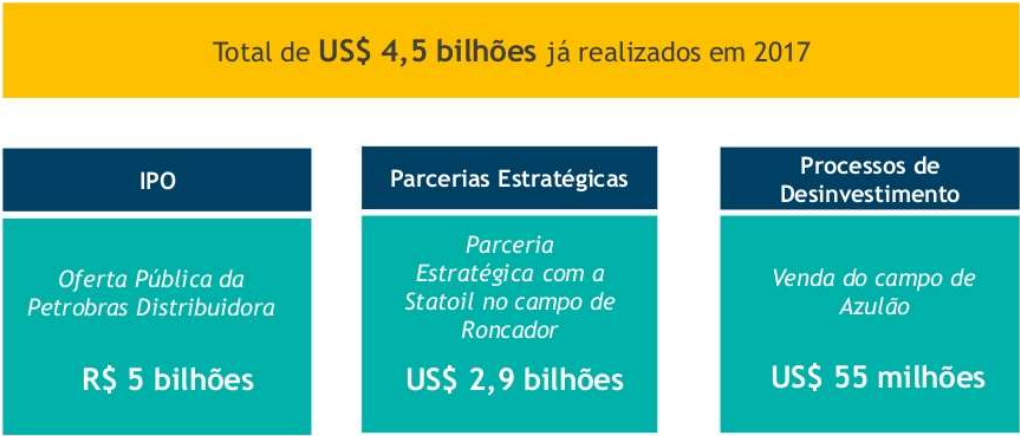 Total de US$ 4,5 bilhões já realizados em 2017
IPO
Oferta Pública da
Petrobras Distribuidora
R$ 5 bilhões
Parcerias Estratégicas
Parceria
Estratégica com a
Statoil no campo de
Roncador
US$ 2,9 bilhões
Processos de
Desinvestimento
Venda do campo de
Azulão
US$ 55 milhões